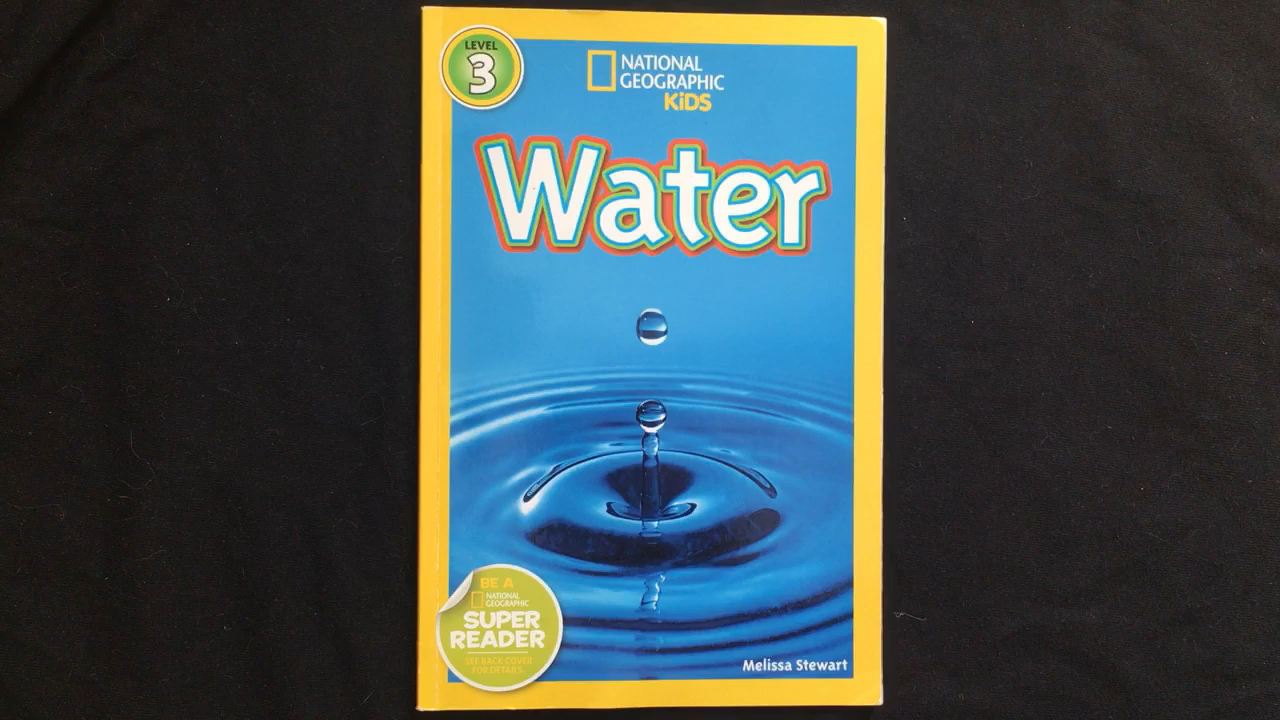 LEVEL
3
NATIONAL
GEOGRAPHIC
KiDS
Water
BE A
NATIONAL
GEOGRAPHIC
SUPER
READER
SEE BACK COVER
FOR DETAILS
Melissa Stewart